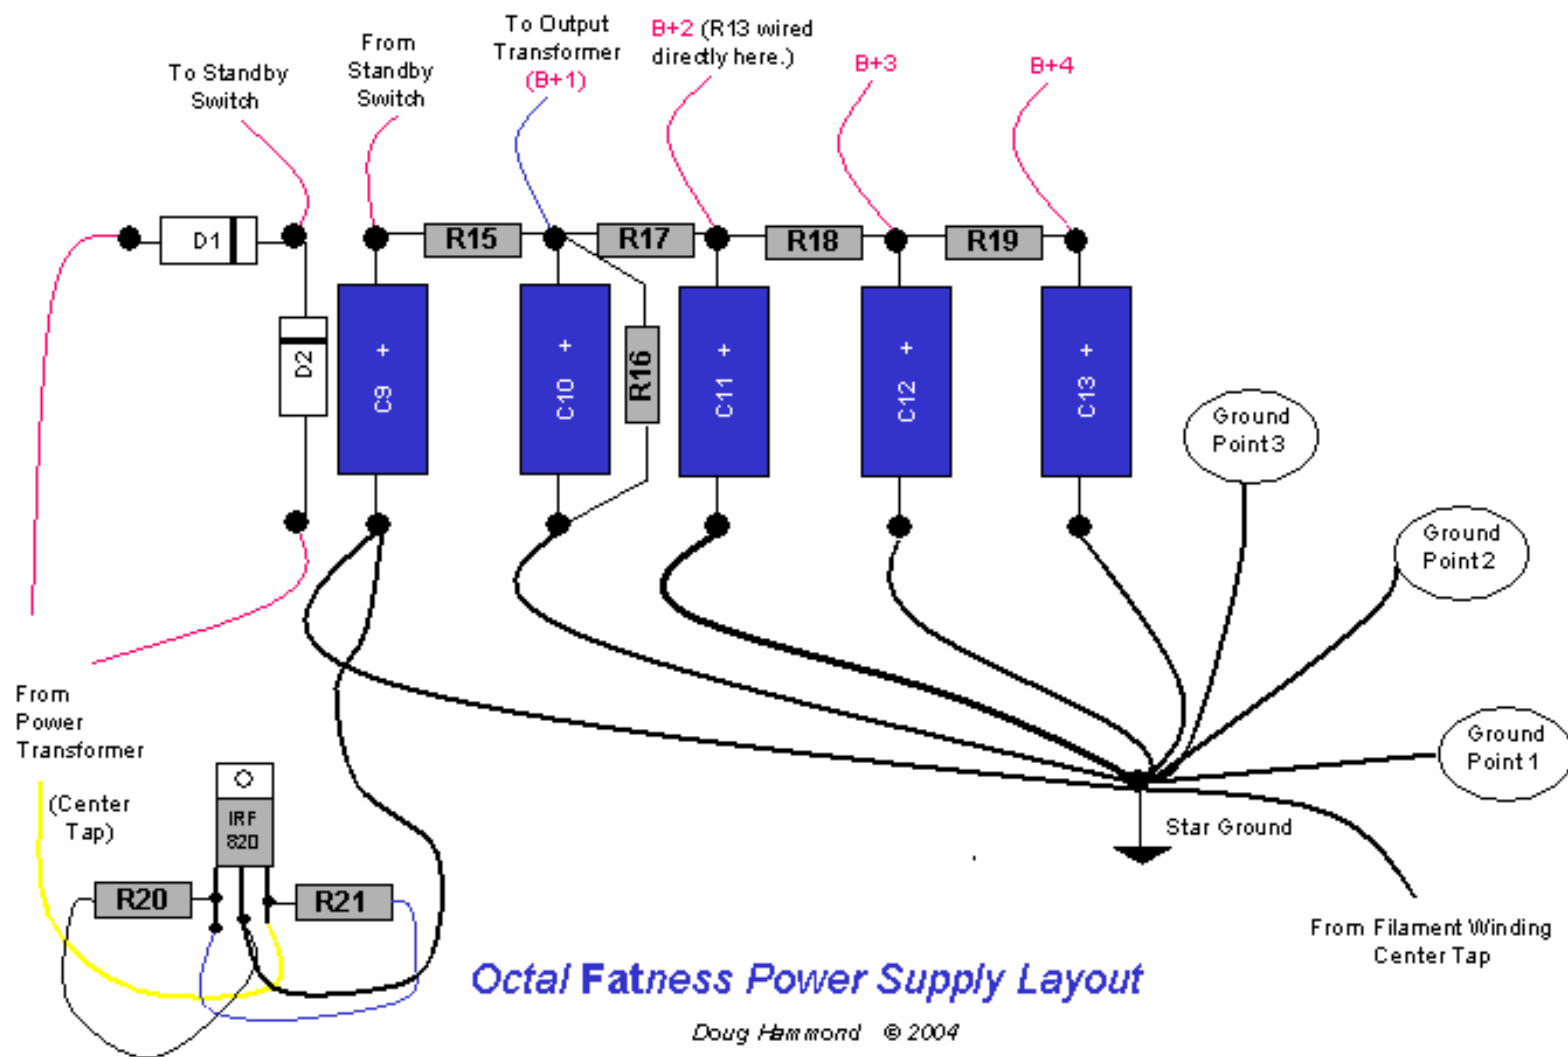 To Standby
Switch
From
Standby
Switch
To Output
Transformer
(B+1)
B+2 (R13 wired
directly here.)
B+3
B+4
D1
R15
R17
R18
R19
D2
C9 +
C10 +
R16
C11 +
C12 +
C13 +
Ground
Point 3
Ground
Point 2
Ground
Point 1
From
Power
Transformer
(Center
Tap)
IRF
820
R20
R21
Star Ground
From Filament Winding
Center Tap
Octal Fatness Power Supply Layout
Doug Hammond © 2004